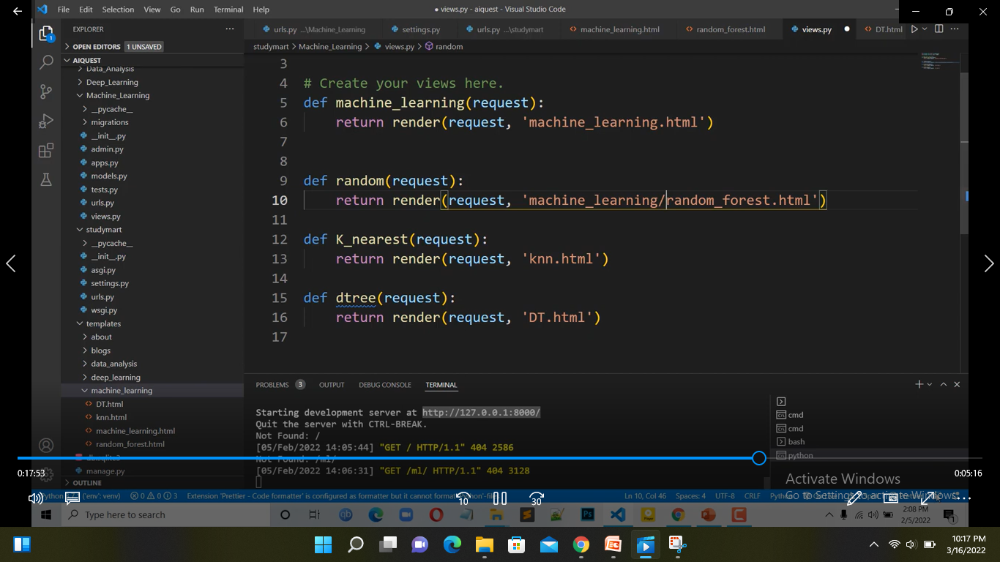 File Edit Selection View Go Run Terminal Help
● views.py - aiquest - Visual Studio Code
EXPLORER
urls.py ...\Machine_Learning settings.py urls.py ...\studymart machine_learning.html random_forest.html views.py DT.html
1
OPEN EDITORS 1 UNSAVED
studymart > Machine_Learning > views.py > random
AIQUEST
Data_Analysis
Deep_Learning
Machine_Learning
__pycache__
migrations
__init__.py
admin.py
apps.py
models.py
tests.py
urls.py
views.py
studymart
__pycache__
__init__.py
asgi.py
settings.py
urls.py
wsgi.py
templates
about
blogs
data_analysis
deep_learning
machine_learning
DT.html
knn.html
machine_learning.html
random_forest.html
db.sqlite3
manage.py
OUTLINE
3
4 # Create your views here.
5 def machine_learning(request):
6 return render(request, 'machine_learning.html')
7
8
9 def random(request):
10 return render(request, 'machine_learning/random_forest.html')
11
12 def K_nearest(request):
13 return render(request, 'knn.html')
14
15 def dtree(request):
16 return render(request, 'DT.html')
17
PROBLEMS 3 OUTPUT DEBUG CONSOLE TERMINAL
Starting development server at http://127.0.0.1:8000/
Quit the server with CTRL-BREAK.
Not Found: /
[05/Feb/2022 14:05:44] "GET / HTTP/1.1" 404 2586
Not Found: /ml/
[05/Feb/2022 14:06:31] "GET /ml/ HTTP/1.1" 404 3128
cmd
cmd
bash
python
0:17:53
0:05:16
Activate Windows
Go to Settings to activate Windows.
('env': venv) 0 0 3 Extension 'Prettier - Code formatter' is configured as formatter but it cannot format 'Python'-files
Ln 10, Col 46 Spaces: 4 UTF-8 CRLF Python
10
30
Type here to search
2:08 PM
2/5/2022
1
10:17 PM
3/16/2022